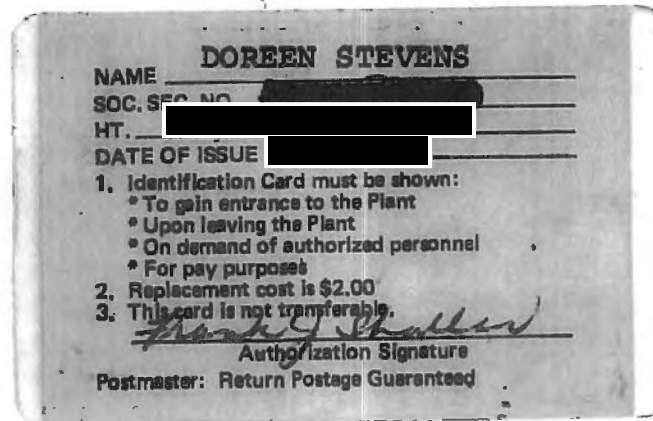 NAME DOREEN STEVENS
SOC. SEC. NO.
HT.
DATE OF ISSUE
1. Identification Card must be shown:
* To gain entrance to the Plant
* Upon leaving the Plant
* On demand of authorized personnel
* For pay purposes
2. Replacement cost is $2.00
3. This card is not transferable.
Frank J Shaller
Authorization Signature
Postmaster: Return Postage Guaranteed